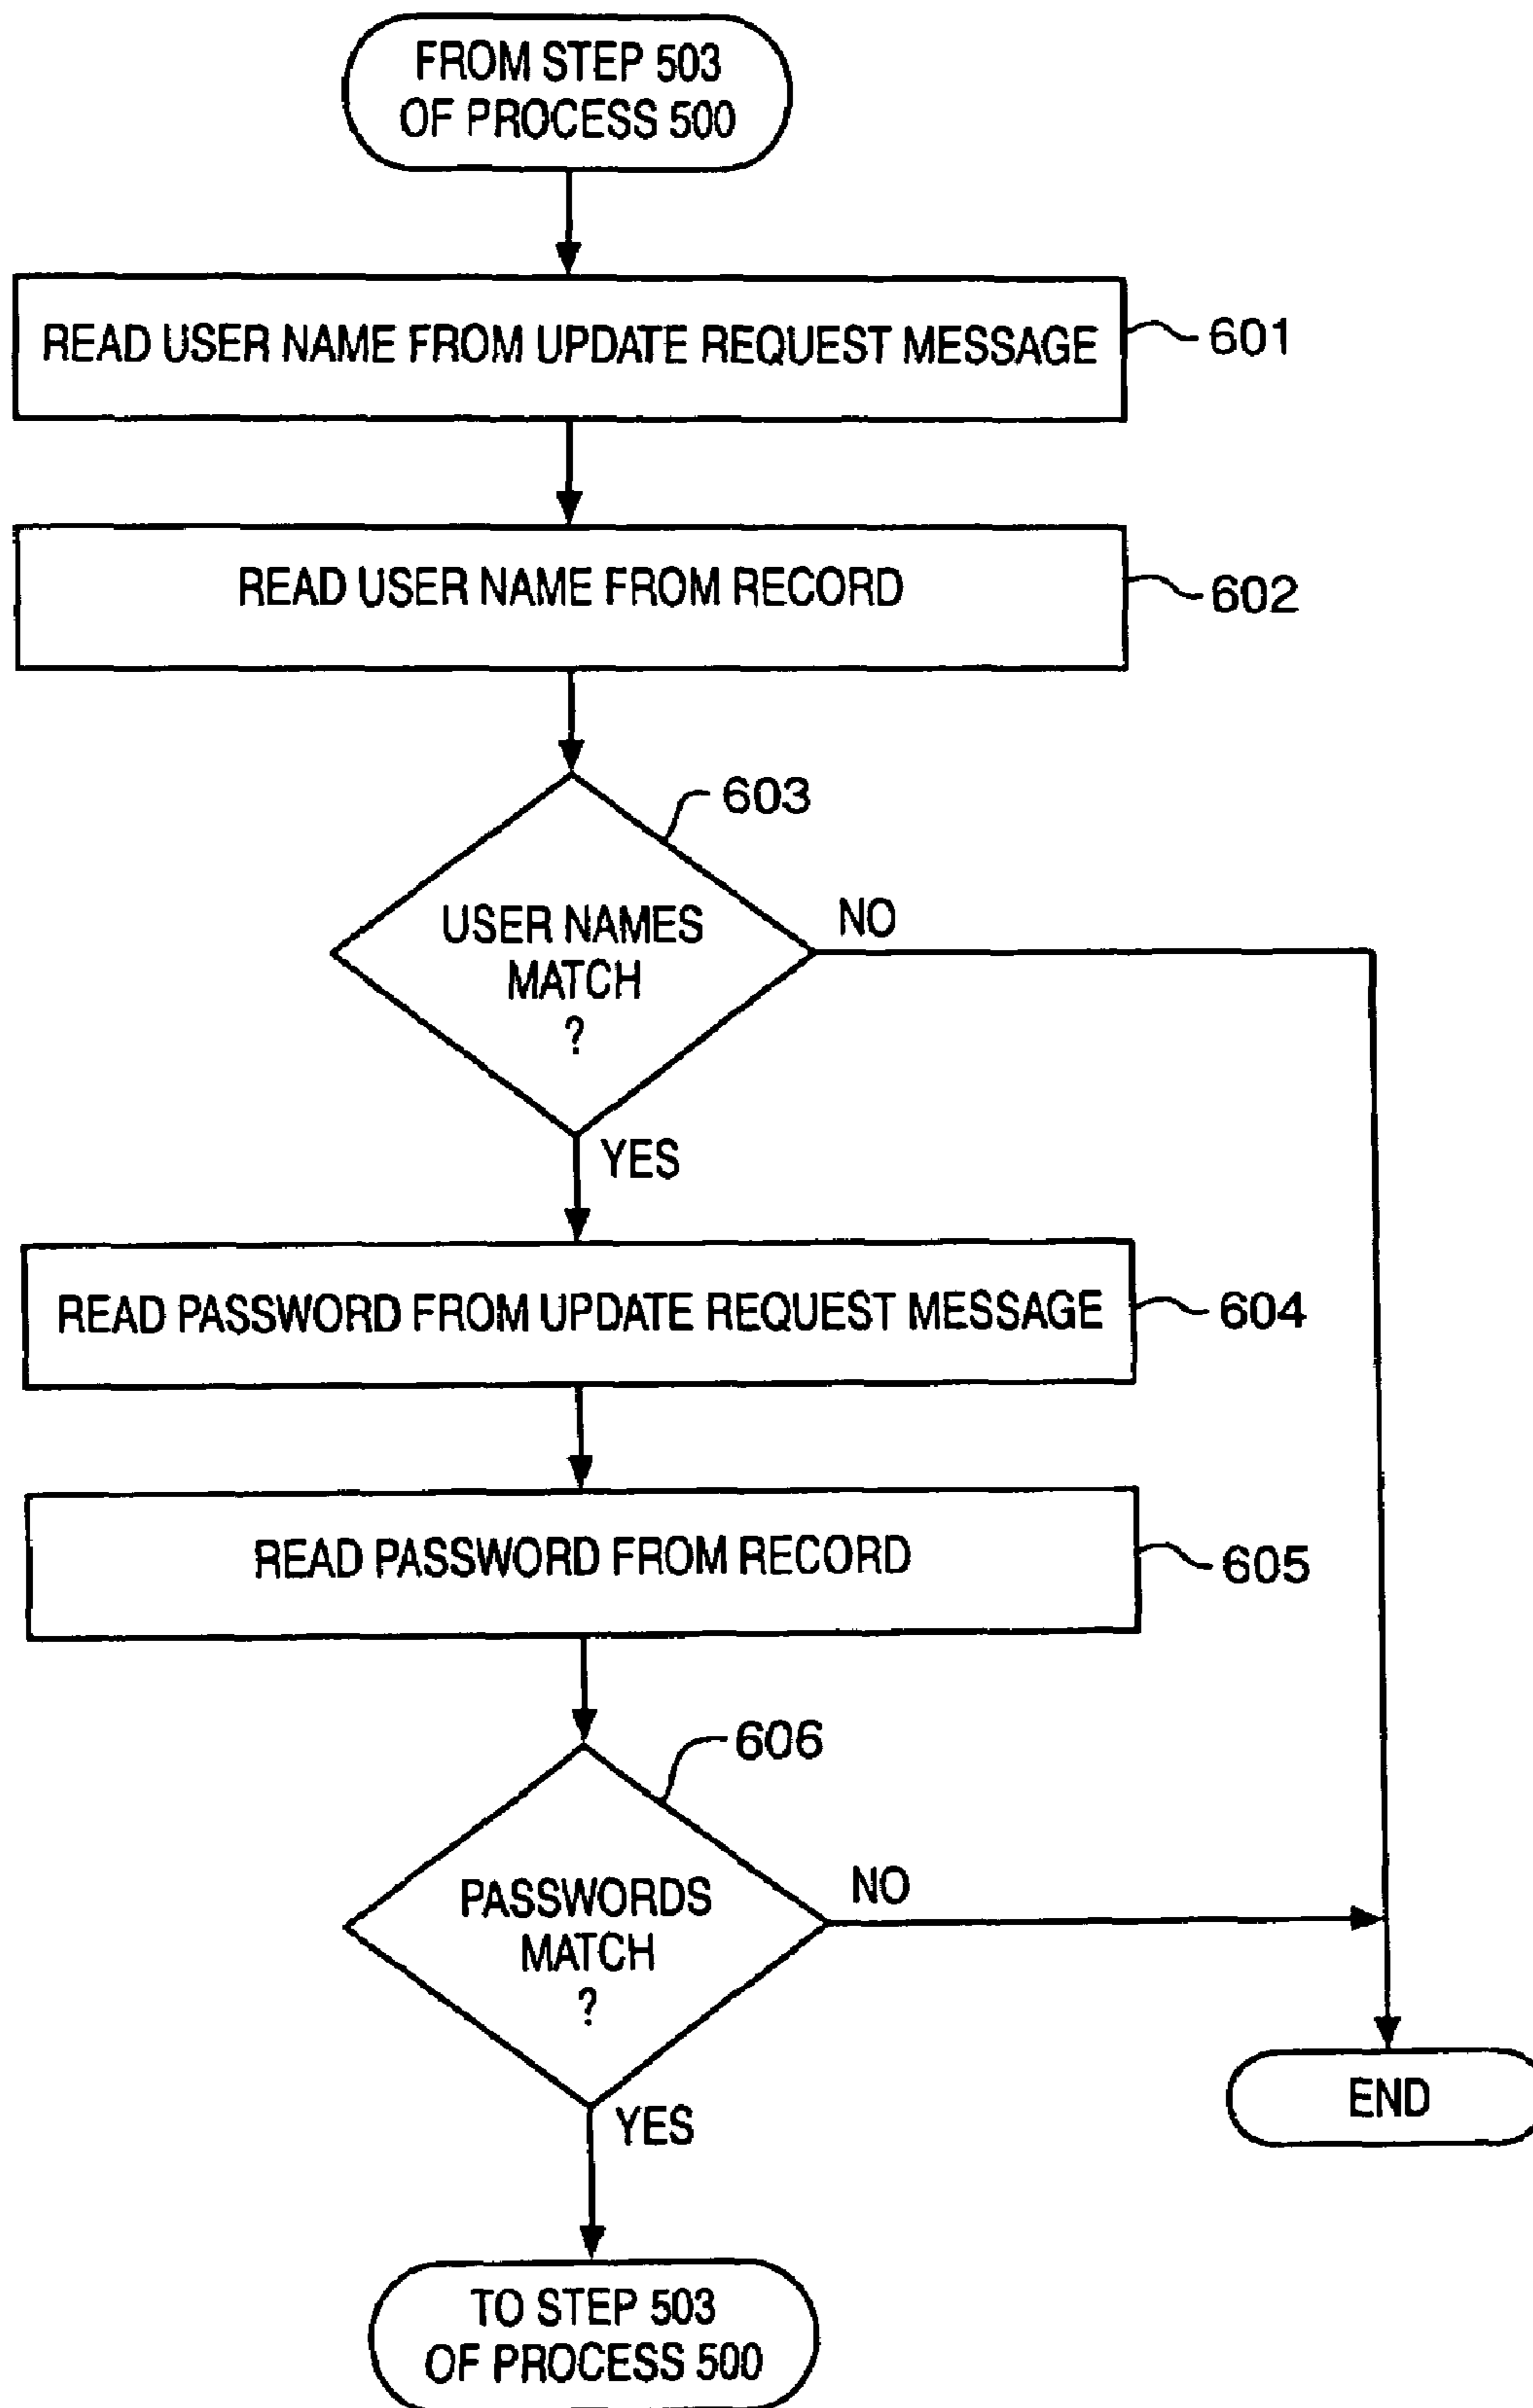 FROM STEP 503
OF PROCESS 500
READ USER NAME FROM UPDATE REQUEST MESSAGE
601
READ USER NAME FROM RECORD
602
603
USER NAMES
MATCH
?
NO
YES
READ PASSWORD FROM UPDATE REQUEST MESSAGE
604
READ PASSWORD FROM RECORD
605
606
PASSWORDS
MATCH
?
NO
YES
END
TO STEP 503
OF PROCESS 500